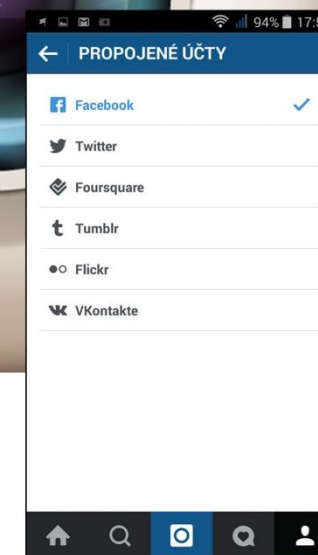 94% 17:5
PROPOJENÉ ÚČTY
Facebook
Twitter
Foursquare
Tumblr
Flickr
VKontakte